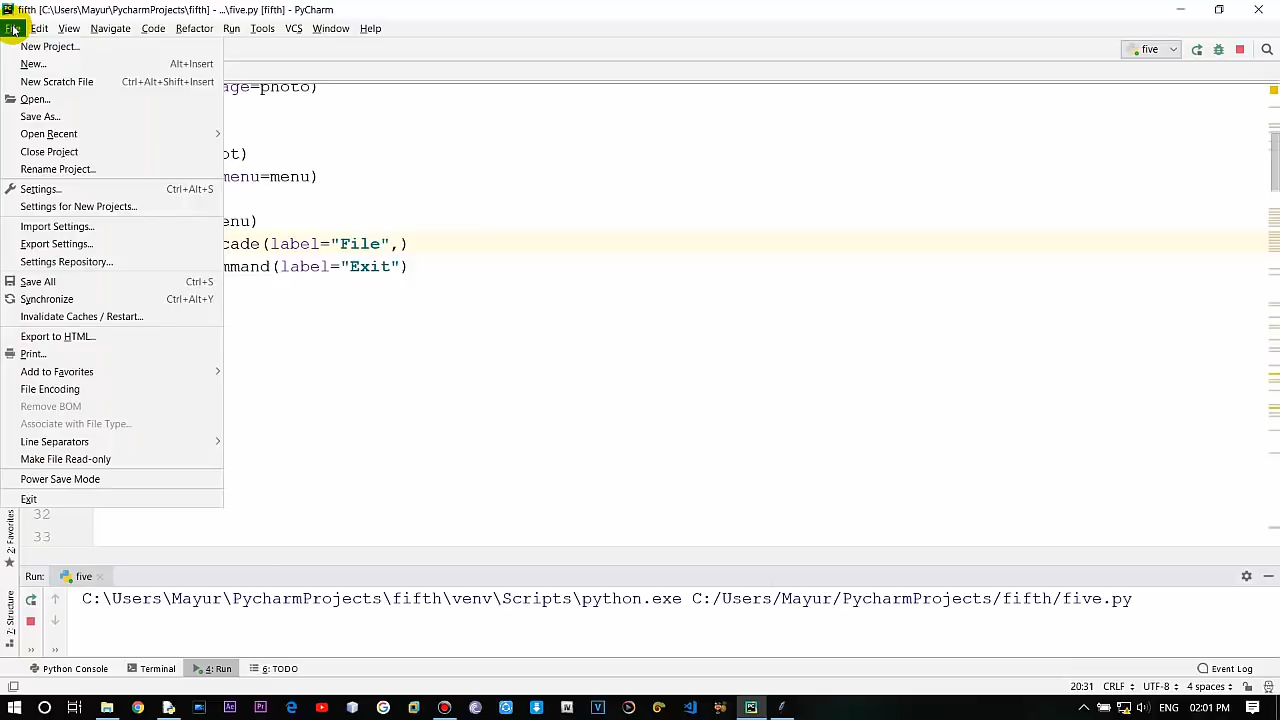 fifth [C:\Users\Mayur\PycharmProjects\fifth] - ...\five.py [fifth] - PyCharm
File Edit View Navigate Code Refactor Run Tools VCS Window Help
five
New Project...
New... Alt+Insert
New Scratch File Ctrl+Alt+Shift+Insert
Open...
Save As...
Open Recent
Close Project
Rename Project...
Settings... Ctrl+Alt+S
Settings for New Projects...
Import Settings...
Export Settings...
Settings Repository...
Save All Ctrl+S
Synchronize Ctrl+Alt+Y
Invalidate Caches / Restart...
Export to HTML...
Print...
Add to Favorites
File Encoding
Remove BOM
Associate with File Type...
Line Separators
Make File Read-only
Power Save Mode
Exit
age=photo)
ot)
menu=menu)
enu)
cade(label="File",)
mmand(label="Exit")
32
33
2: Favorites
7: Structure
Run: five
C:\Users\Mayur\PycharmProjects\fifth\venv\Scripts\python.exe C:/Users/Mayur/PycharmProjects/fifth/five.py
Python Console Terminal 4: Run 6: TODO Event Log
20:31 CRLF UTF-8 4 spaces
ENG 02:01 PM